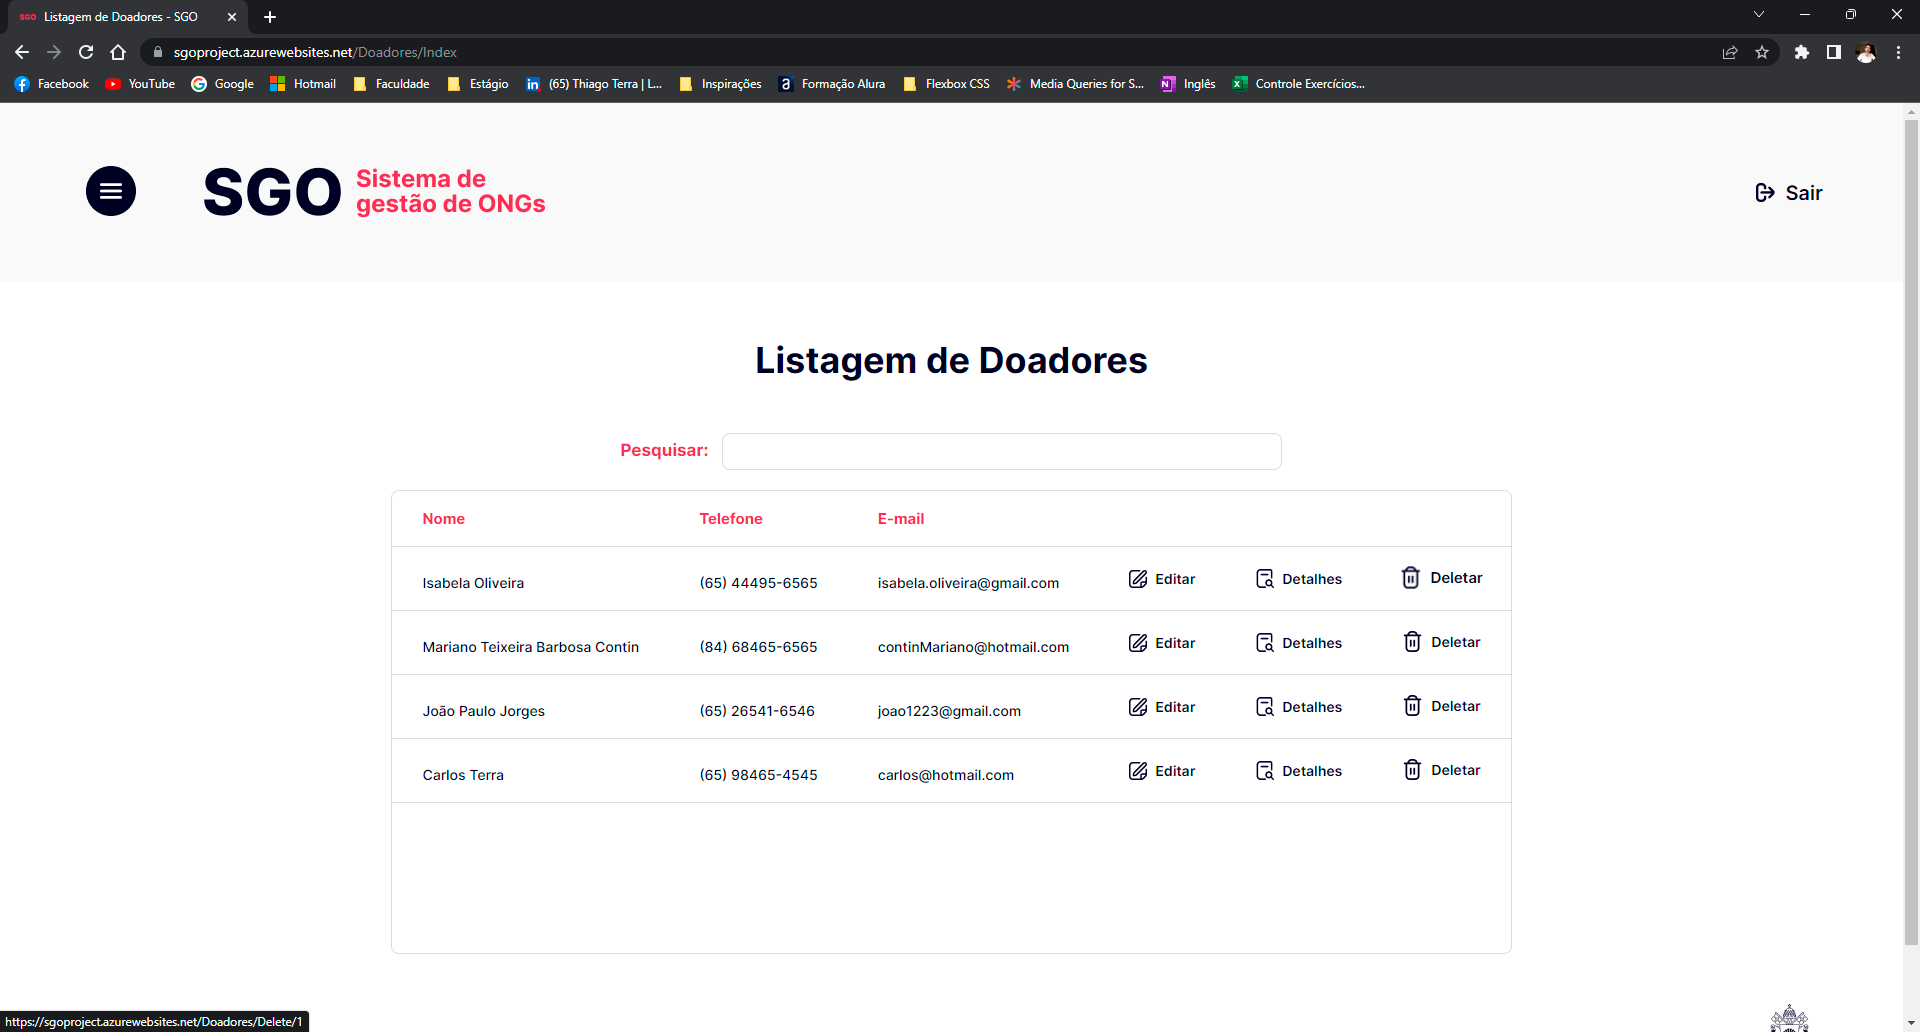 SGO Listagem de Doadores - SGO
sgoproject.azurewebsites.net/Doadores/Index
Facebook YouTube Google Hotmail Faculdade Estágio in (65) Thiago Terra | L... Inspirações a Formação Alura Flexbox CSS Media Queries for S... Inglês Controle Exercícios...
SGO
Sistema de
gestão de ONGs
Sair
Listagem de Doadores
Pesquisar:
Nome Telefone E-mail
Isabela Oliveira (65) 44495-6565 isabela.oliveira@gmail.com Editar Detalhes Deletar
Mariano Teixeira Barbosa Contin (84) 68465-6565 continMariano@hotmail.com Editar Detalhes Deletar
João Paulo Jorges (65) 26541-6546 joao1223@gmail.com Editar Detalhes Deletar
Carlos Terra (65) 98465-4545 carlos@hotmail.com Editar Detalhes Deletar
https://sgoproject.azurewebsites.net/Doadores/Delete/1